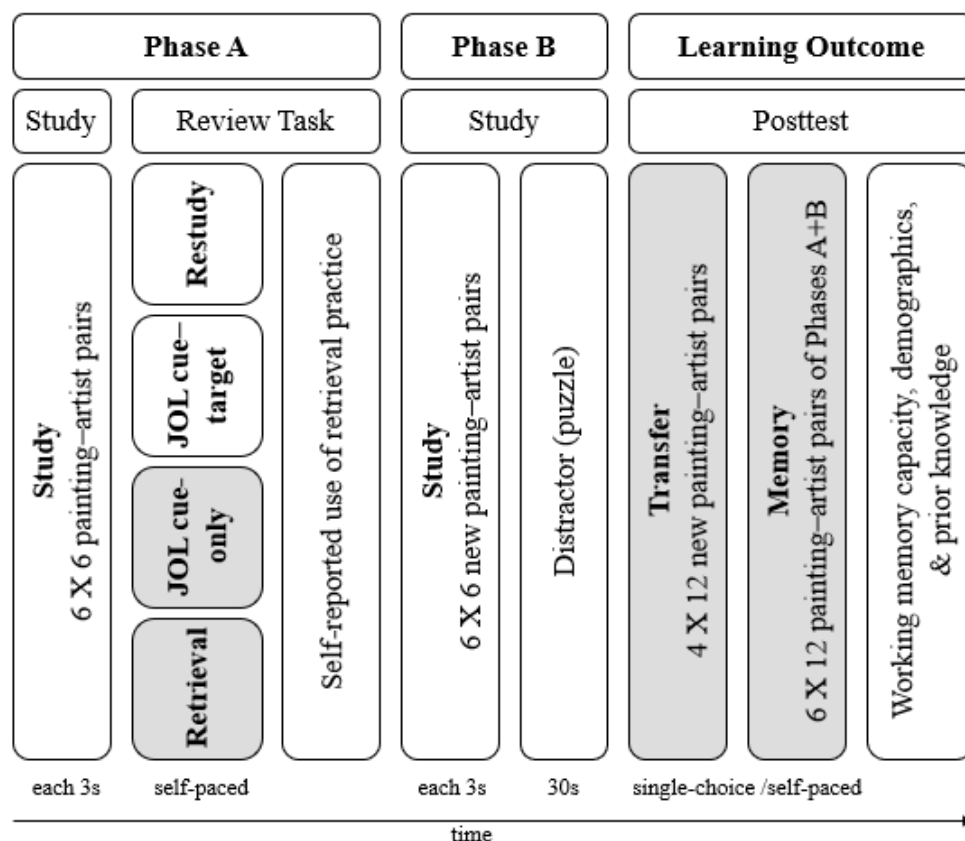 Phase A
Phase B
Learning Outcome
Study
Review Task
Study
Posttest
Study
6 X 6 painting–artist pairs
Restudy
JOL cue–
target
JOL cue-
only
Retrieval
Self-reported use of retrieval practice
Study
6 X 6 new painting–artist pairs
Distractor (puzzle)
Transfer
4 X 12 new painting–artist pairs
Memory
6 X 12 painting–artist pairs of Phases A+B
Working memory capacity, demographics,
& prior knowledge
each 3s
self-paced
each 3s
30s
single-choice /self-paced
time